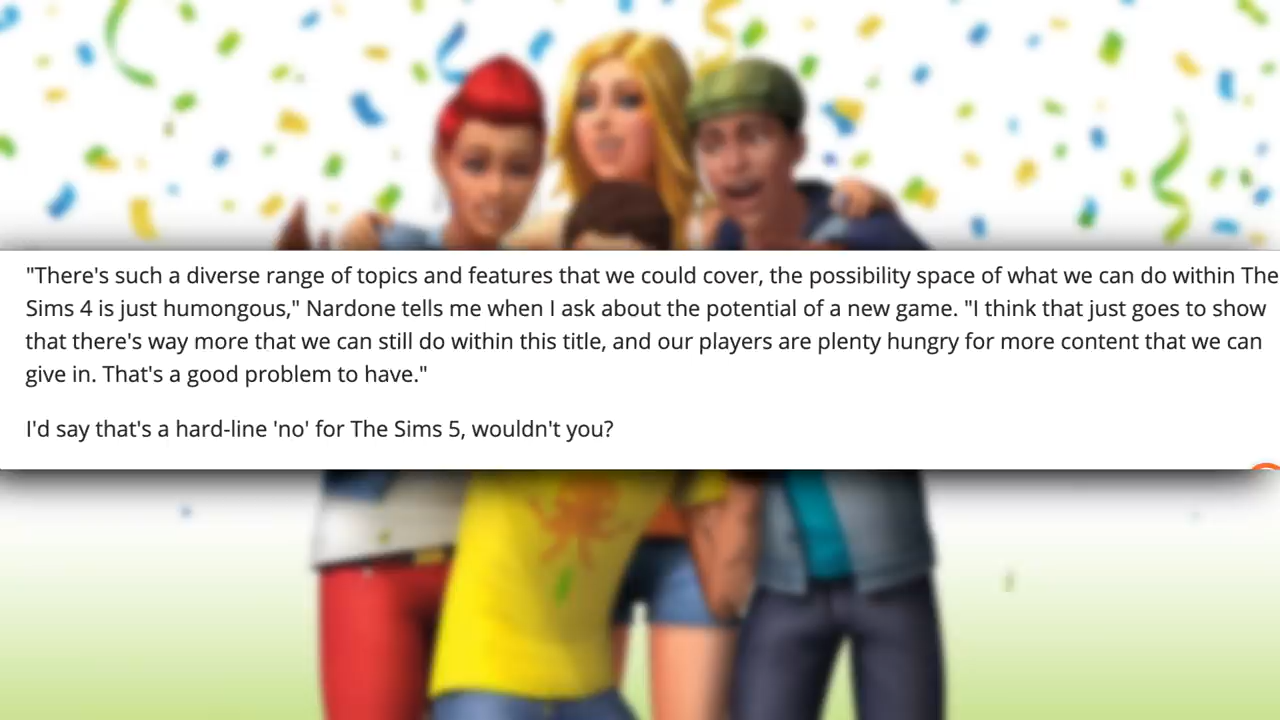 "There's such a diverse range of topics and features that we could cover, the possibility space of what we can do within The
Sims 4 is just humongous," Nardone tells me when I ask about the potential of a new game. "I think that just goes to show
that there's way more that we can still do within this title, and our players are plenty hungry for more content that we can
give in. That's a good problem to have."
I'd say that's a hard-line 'no' for The Sims 5, wouldn't you?